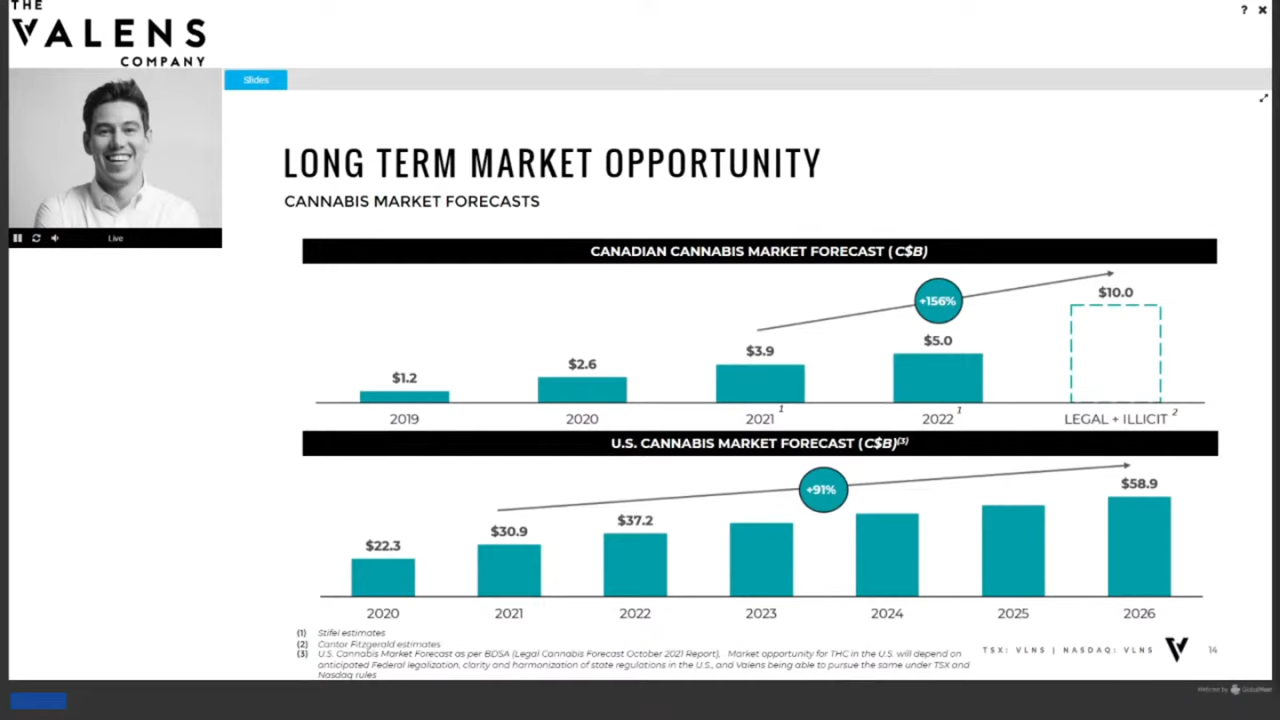 THE
VALENS
COMPANY
? ✖
Slides
Live
LONG TERM MARKET OPPORTUNITY
CANNABIS MARKET FORECASTS
CANADIAN CANNABIS MARKET FORECAST (C$B)
+156%
$1.2
$2.6
$3.9
$5.0
$10.0
2019
2020
2021 1
2022 1
LEGAL + ILLICIT 2
U.S. CANNABIS MARKET FORECAST (C$B)(3)
+91%
$22.3
$30.9
$37.2
$58.9
2020
2021
2022
2023
2024
2025
2026
(1) Stifel estimates
(2) Cantor Fitzgerald estimates
(3) U.S. Cannabis Market Forecast as per BDSA (Legal Cannabis Forecast October 2021 Report), Market opportunity for THC in the U.S. will depend on
anticipated Federal legalization, clarity and harmonization of state regulations in the U.S., and Valens being able to pursue the same under TSX and
Nasdaq rules
TSX: VLNS | NASDAQ: VLNS
14
Webcast by GlobalMeet